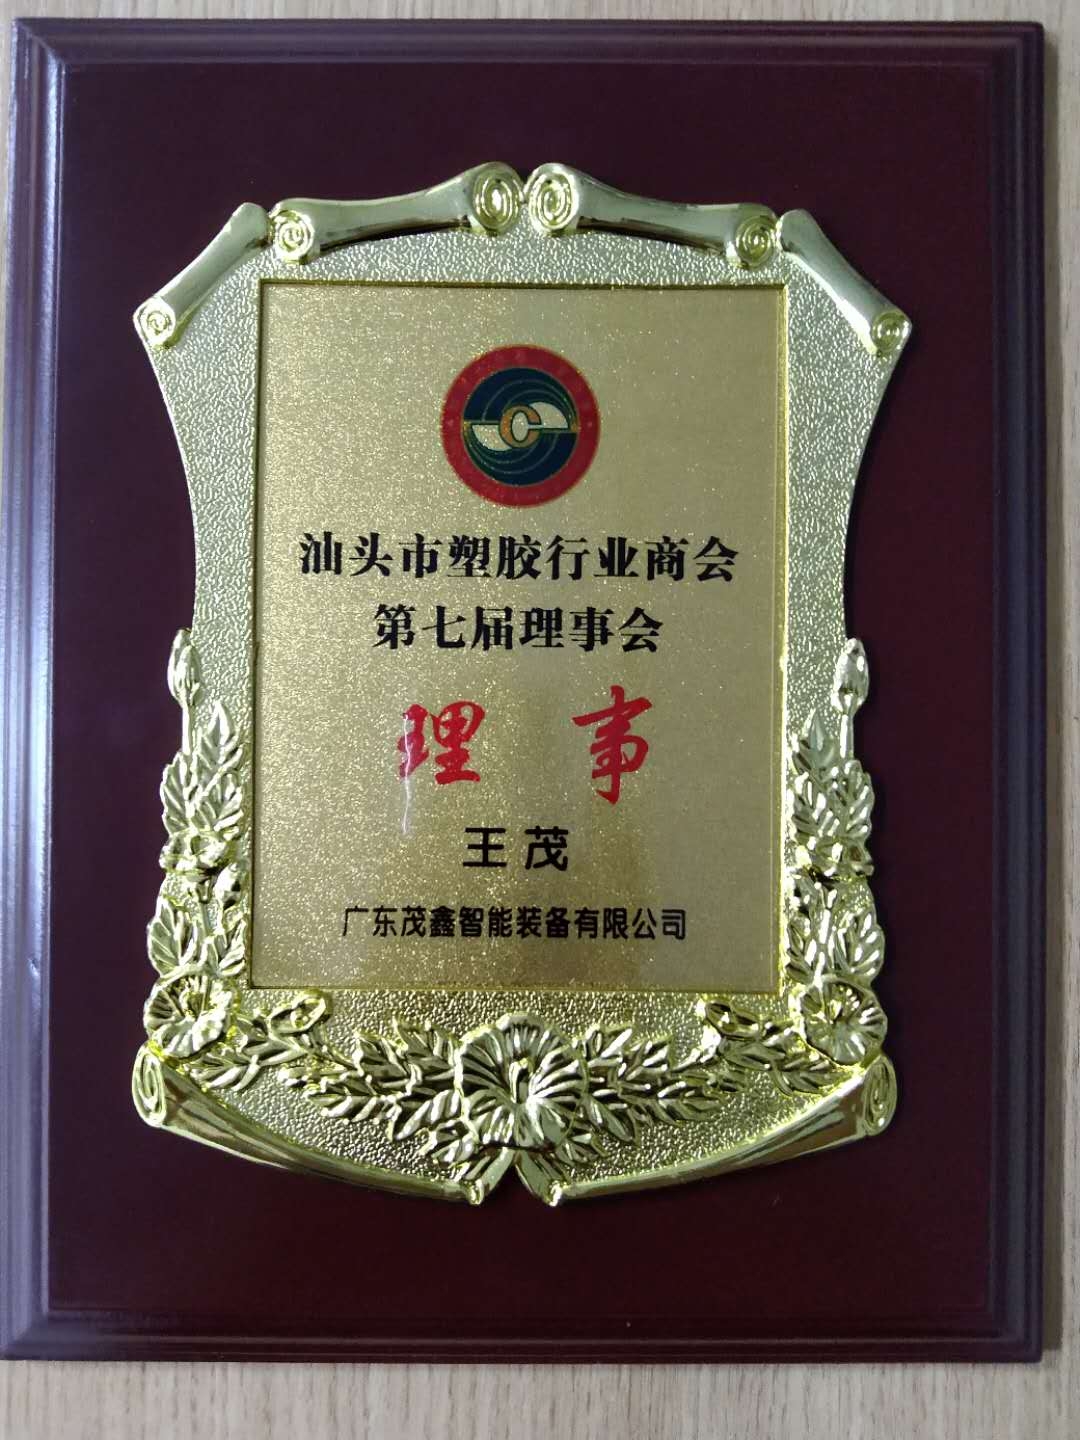 汕头市塑胶行业商会
第七届理事会
理 事
王茂
广东茂鑫智能装备有限公司